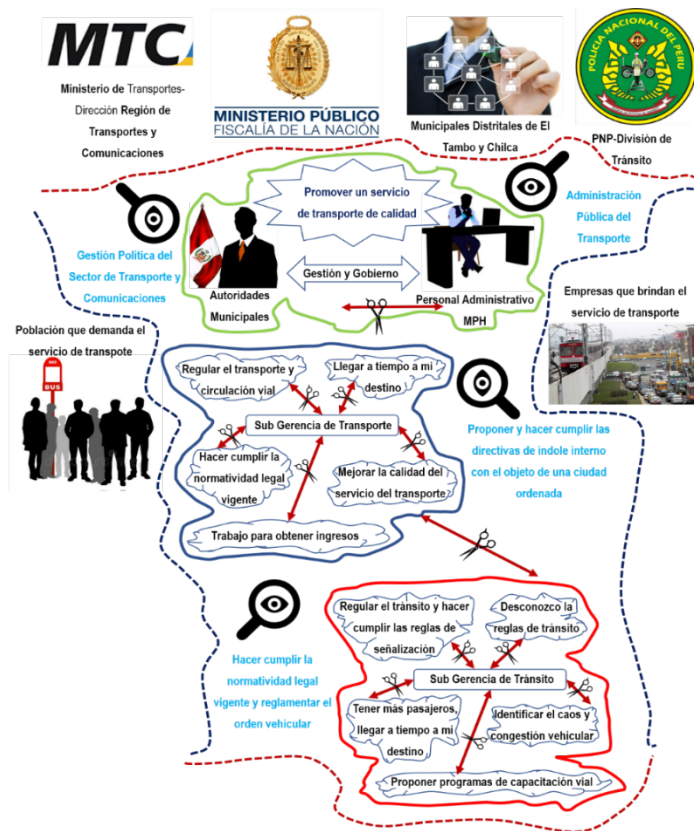 MTC
Ministerio de Transportes-
Dirección Región de
Transportes y
Comunicaciones
MINISTERIO PÚBLICO
FISCALÍA DE LA NACIÓN
Municipales Distritales de El
Tambo y Chilca
POLICIA NACIONAL DEL PERU
PNP-División de
Tránsito
Promover un servicio
de transporte de calidad
Administración
Pública del
Transporte
Gestión Política del
Sector de Transporte y
Comunicaciones
Gestión y Gobierno
Autoridades
Municipales
Personal Administrativo
MPH
Empresas que brindan el
servicio de transporte
Población que demanda el
servicio de transpote
BUS
Regular el transporte y
circulación vial
Llegar a tiempo a mi
destino
Sub Gerencia de Transporte
Hacer cumplir la
normatividad legal
vigente
Mejorar la calidad del
servicio del transporte
Trabajo para obtener ingresos
Proponer y hacer cumplir las
directivas de indole interno
con el objeto de una ciudad
ordenada
Regular el tránsito y hacer
cumplir las reglas de
señalización
Desconozco la
reglas de tránsito
Sub Gerencia de Tránsito
Tener más pasajeros,
llegar a tiempo a mi
destino
Identificar el caos y
congestión vehicular
Proponer programas de capacitación vial
Hacer cumplir la
normatividad legal
vigente y reglamentar el
orden vehicular